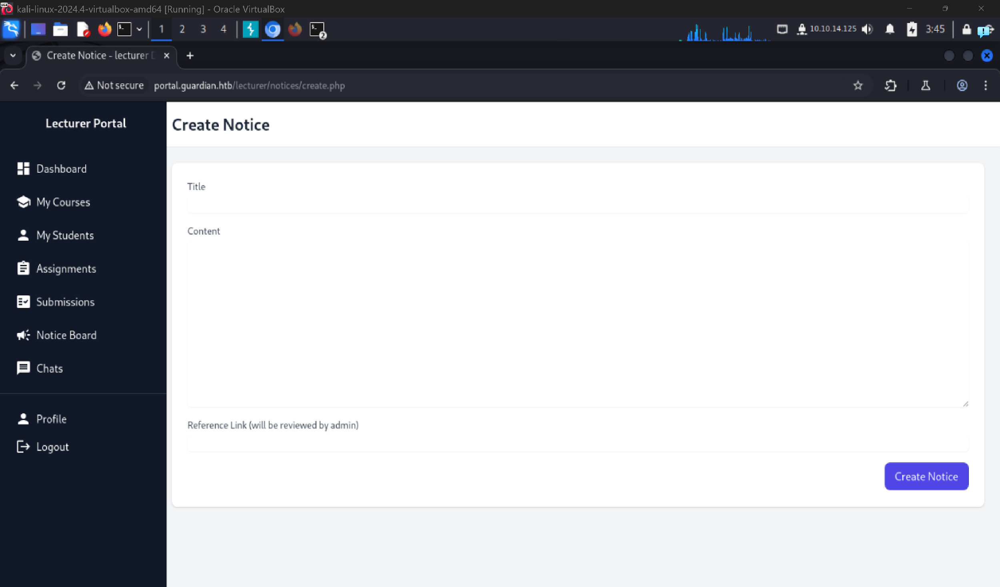 x64
kali-linux-2024.4-virtualbox-amd64 [Running] - Oracle VirtualBox
1 2 3 4 2 10.10.14.125 3:45
Create Notice - lecturer
Not secure portal.guardian.htb/lecturer/notices/create.php
Lecturer Portal
Create Notice
Dashboard
My Courses
My Students
Assignments
Submissions
Notice Board
Chats
Profile
Logout
Title
Content
Reference Link (will be reviewed by admin)
Create Notice